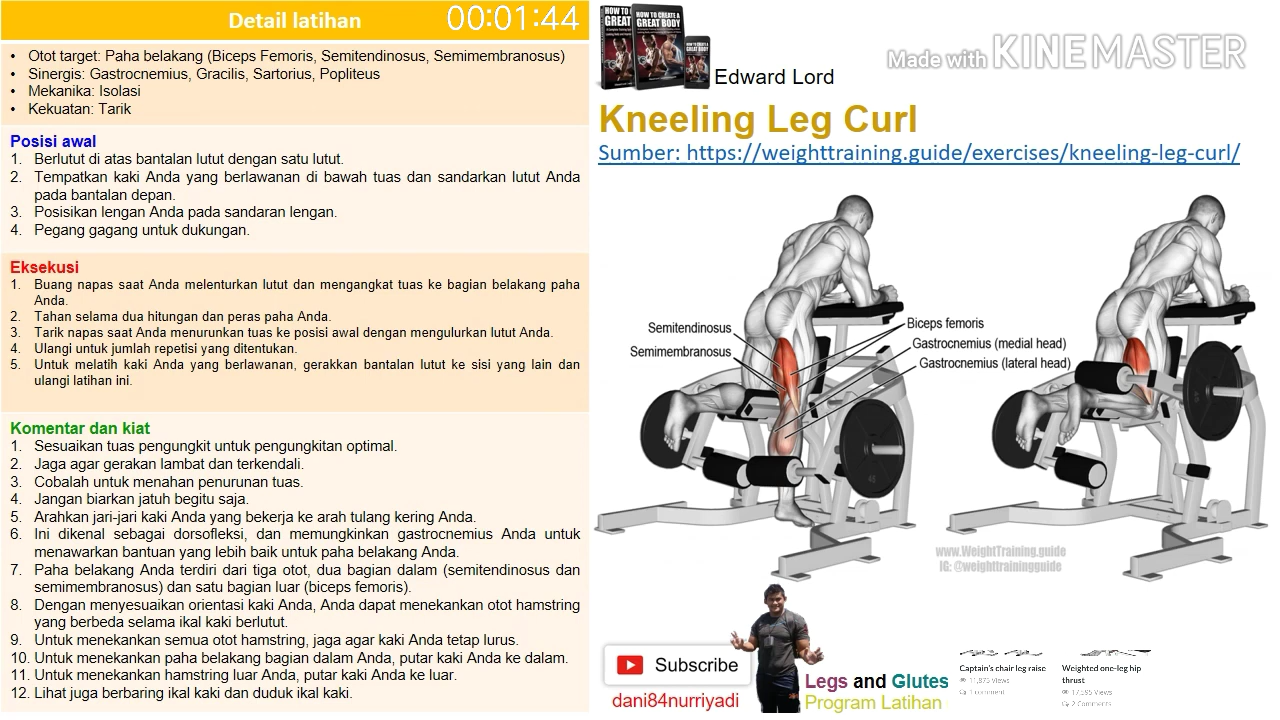 Detail latihan 00:01:44
• Otot target: Paha belakang (Biceps Femoris, Semitendinosus, Semimembranosus)
• Sinergis: Gastrocnemius, Gracilis, Sartorius, Popliteus
• Mekanika: Isolasi
• Kekuatan: Tarik
Posisi awal
1. Berlutut di atas bantalan lutut dengan satu lutut.
2. Tempatkan kaki Anda yang berlawanan di bawah tuas dan sandarkan lutut Anda
pada bantalan depan.
3. Posisikan lengan Anda pada sandaran lengan.
4. Pegang gagang untuk dukungan.
Eksekusi
1. Buang napas saat Anda melenturkan lutut dan mengangkat tuas ke bagian belakang paha
Anda.
2. Tahan selama dua hitungan dan peras paha Anda.
3. Tarik napas saat Anda menurunkan tuas ke posisi awal dengan mengulurkan lutut Anda.
4. Ulangi untuk jumlah repetisi yang ditentukan.
5. Untuk melatih kaki Anda yang berlawanan, gerakkan bantalan lutut ke sisi yang lain dan
ulangi latihan ini.
Komentar dan kiat
1. Sesuaikan tuas pengungkit untuk pengungkitan optimal.
2. Jaga agar gerakan lambat dan terkendali.
3. Cobalah untuk menahan penurunan tuas.
4. Jangan biarkan jatuh begitu saja.
5. Arahkan jari-jari kaki Anda yang bekerja ke arah tulang kering Anda.
6. Ini dikenal sebagai dorsofleksi, dan memungkinkan gastrocnemius Anda untuk
menawarkan bantuan yang lebih baik untuk paha belakang Anda.
7. Paha belakang Anda terdiri dari tiga otot, dua bagian dalam (semitendinosus dan
semimembranosus) dan satu bagian luar (biceps femoris).
8. Dengan menyesuaikan orientasi kaki Anda, Anda dapat menekankan otot hamstring
yang berbeda selama ikal kaki berlutut.
9. Untuk menekankan semua otot hamstring, jaga agar kaki Anda tetap lurus.
10. Untuk menekankan paha belakang bagian dalam Anda, putar kaki Anda ke dalam.
11. Untuk menekankan hamstring luar Anda, putar kaki Anda ke luar.
12. Lihat juga berbaring ikal kaki dan duduk ikal kaki.
HOW TO CREATE A
GREAT BODY
Edward Lord
Made with KINEMASTER
Kneeling Leg Curl
Sumber: https://weighttraining.guide/exercises/kneeling-leg-curl/
Semitendinosus
Semimembranosus
Biceps femoris
Gastrocnemius (medial head)
Gastrocnemius (lateral head)
www.WeightTraining.guide
IG: @weighttrainingguide
Subscribe
dani84nurriyadi
Legs and Glutes
Program Latihan
Captain's chair leg raise
11,875 Views
1 comment
Weighted one-leg hip
thrust
17,595 Views
2 Comments